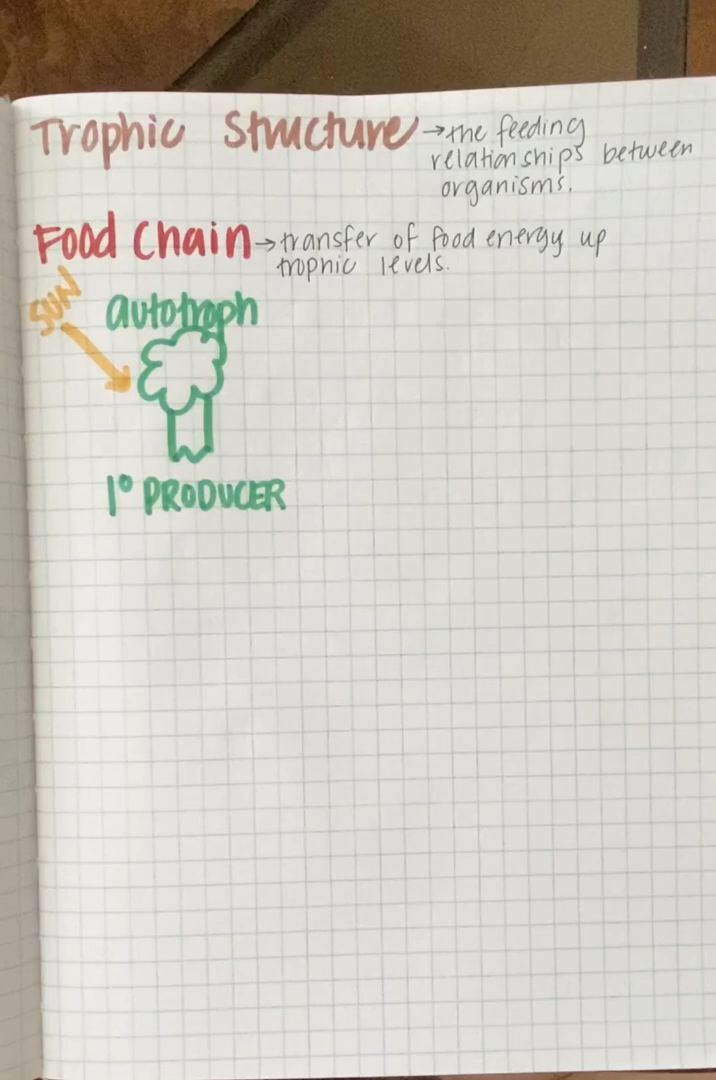 Trophic Structure → the feeding
relationships between
organisms.
Food Chain → transfer of food energy up
trophic levels.
SUN
autotroph
1° PRODUCER